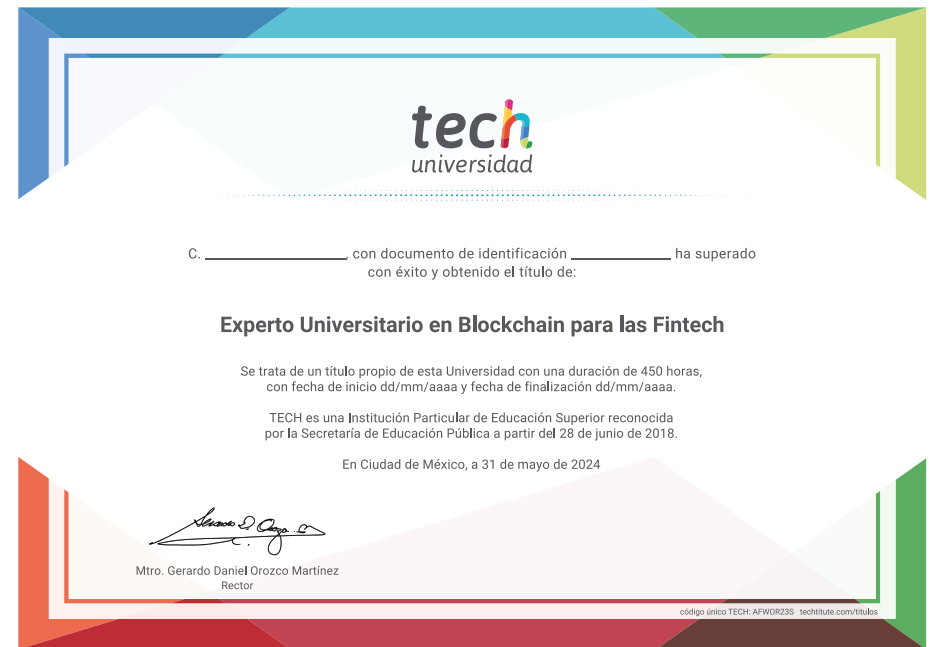 tech
universidad
C. ____________, con documento de identificación ____________ ha superado
con éxito y obtenido el título de:
Experto Universitario en Blockchain para las Fintech
Se trata de un título propio de esta Universidad con una duración de 450 horas,
con fecha de inicio dd/mm/aaaa y fecha de finalización dd/mm/aaaa.
TECH es una Institución Particular de Educación Superior reconocida
por la Secretaría de Educación Pública a partir del 28 de junio de 2018.
En Ciudad de México, a 31 de mayo de 2024
Mtro. Gerardo Daniel Orozco Martínez
Rector
código único TECH: AFWOR23S techtitute.com/titulos